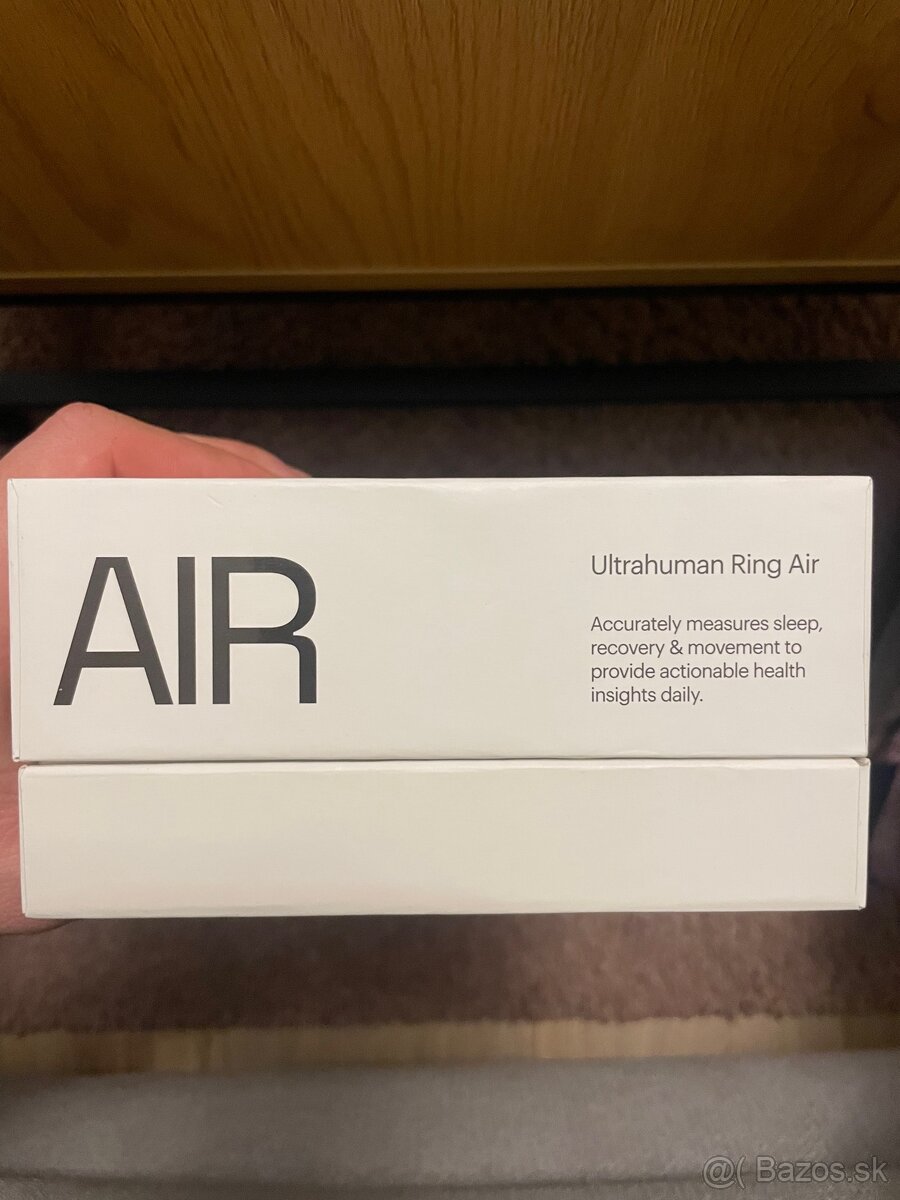 AIR
Ultrahuman Ring Air
Accurately measures sleep,
recovery & movement to
provide actionable health
insights daily.
@( Bazos.sk